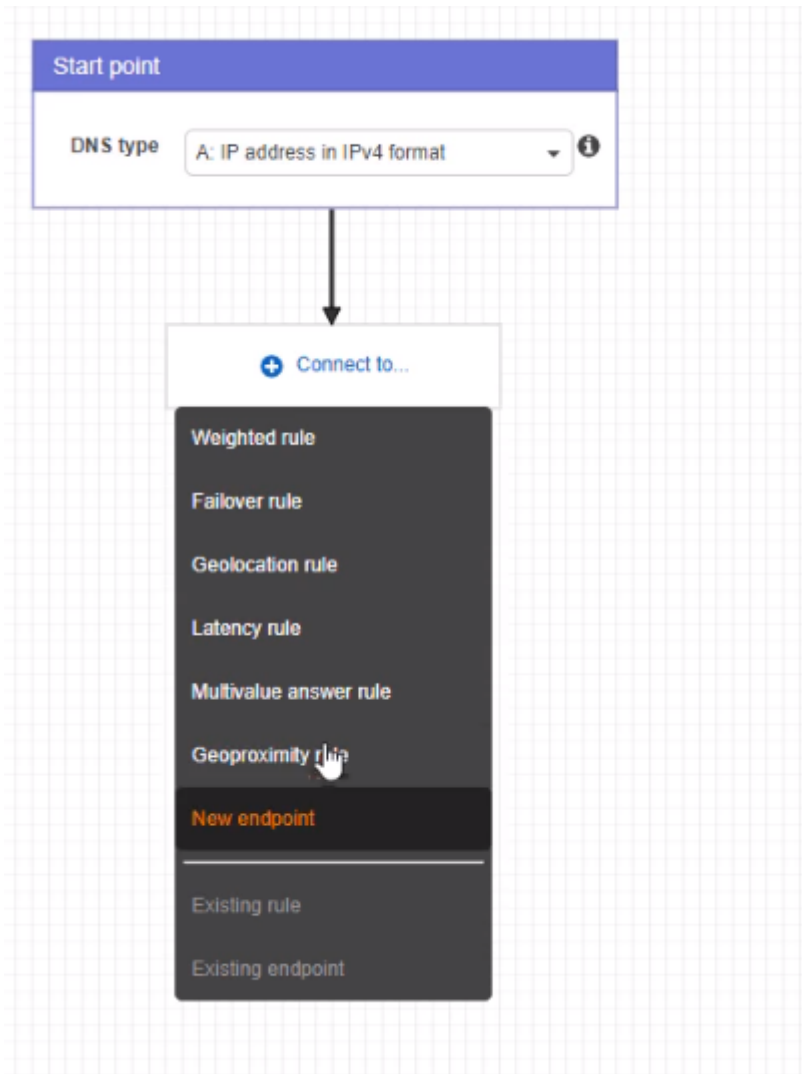 Start point
DNS type
A: IP address in IPv4 format
Connect to...
Weighted rule
Failover rule
Geolocation rule
Latency rule
Multivalue answer rule
Geoproximity rule
New endpoint
Existing rule
Existing endpoint